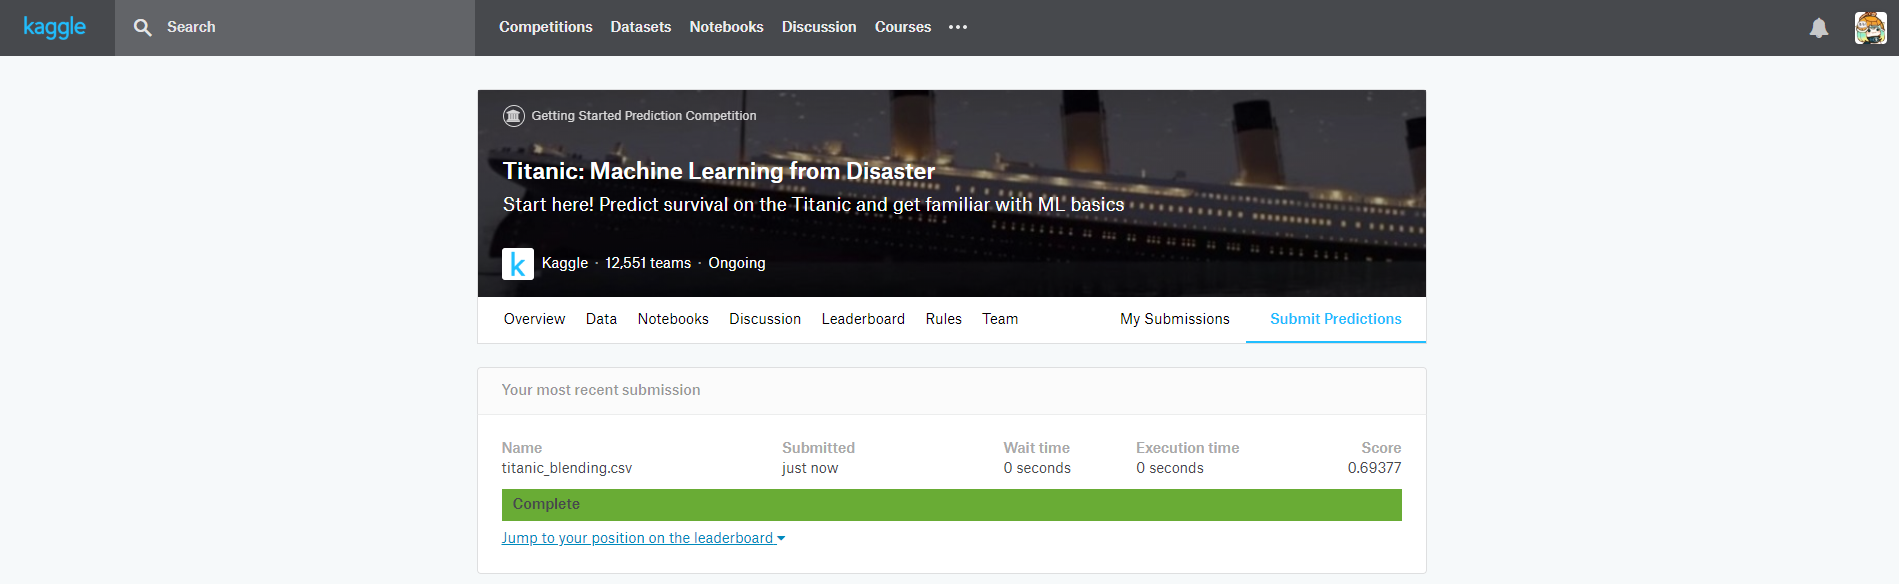 kaggle
Search
Competitions Datasets Notebooks Discussion Courses
Getting Started Prediction Competition
Titanic: Machine Learning from Disaster
Start here! Predict survival on the Titanic and get familiar with ML basics
k
Kaggle · 12,551 teams · Ongoing
Overview Data Notebooks Discussion Leaderboard Rules Team My Submissions Submit Predictions
Your most recent submission
Name Submitted Wait time Execution time Score
titanic_blending.csv just now 0 seconds 0 seconds 0.69377
Complete
Jump to your position on the leaderboard